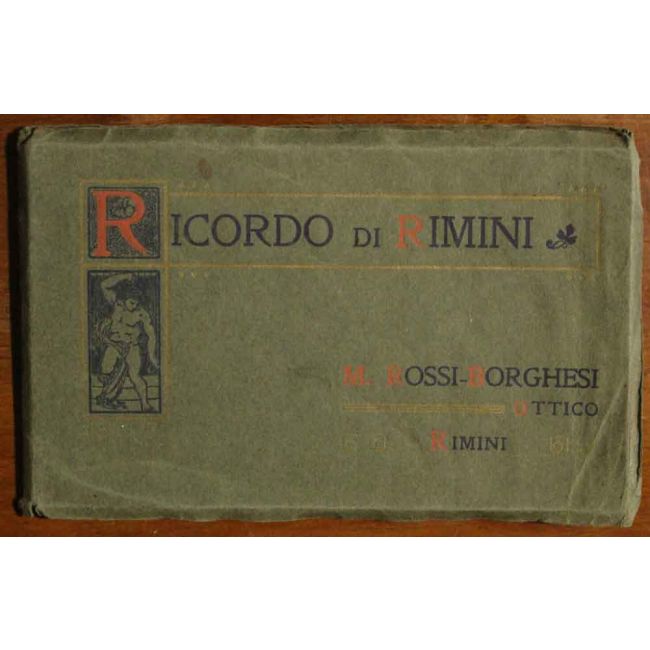 RICORDO DI RIMINI
M. ROSSI-BORGHESI
OTTICO
RIMINI